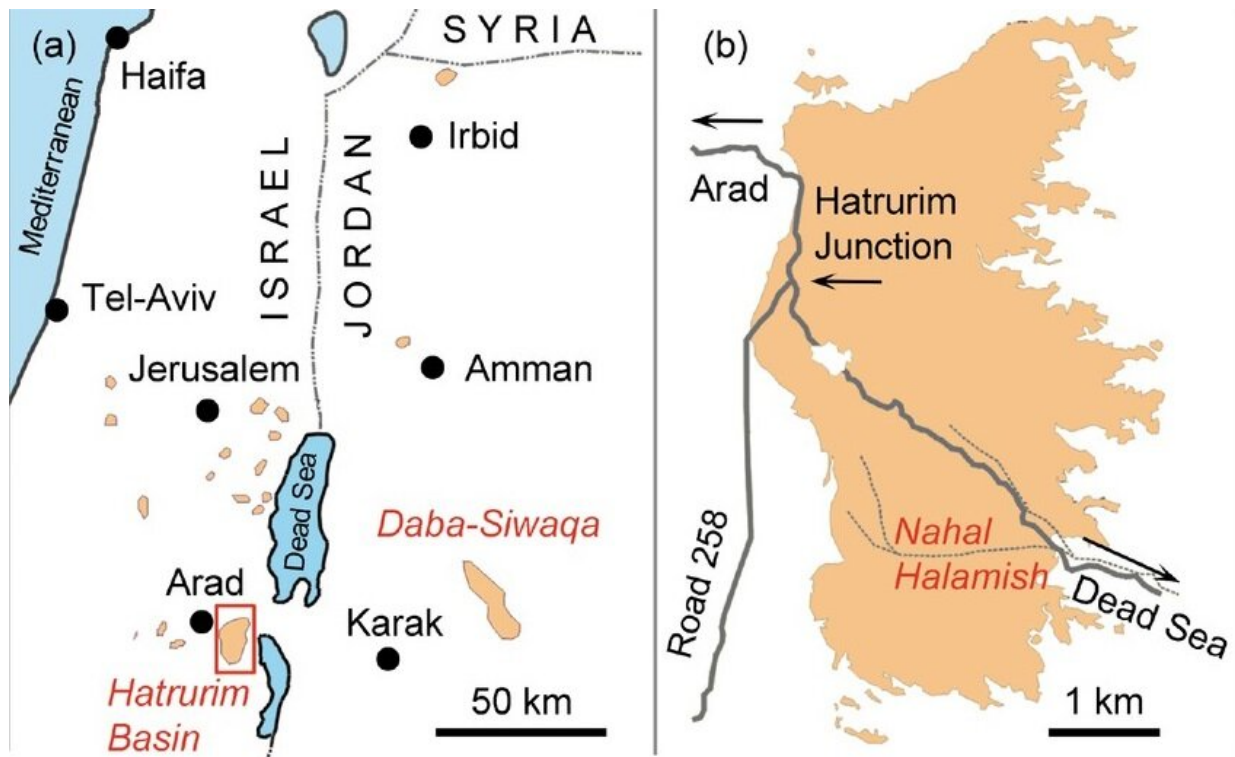 (a)
SYRIA
Haifa
Mediterranean
ISRAEL
JORDAN
Irbid
Tel-Aviv
Jerusalem
Amman
Dead Sea
Daba-Siwaqa
Arad
Karak
Hatrurim
Basin
50 km
(b)
Arad
Hatrurim
Junction
Road 258
Nahal
Halamish
Dead Sea
1 km